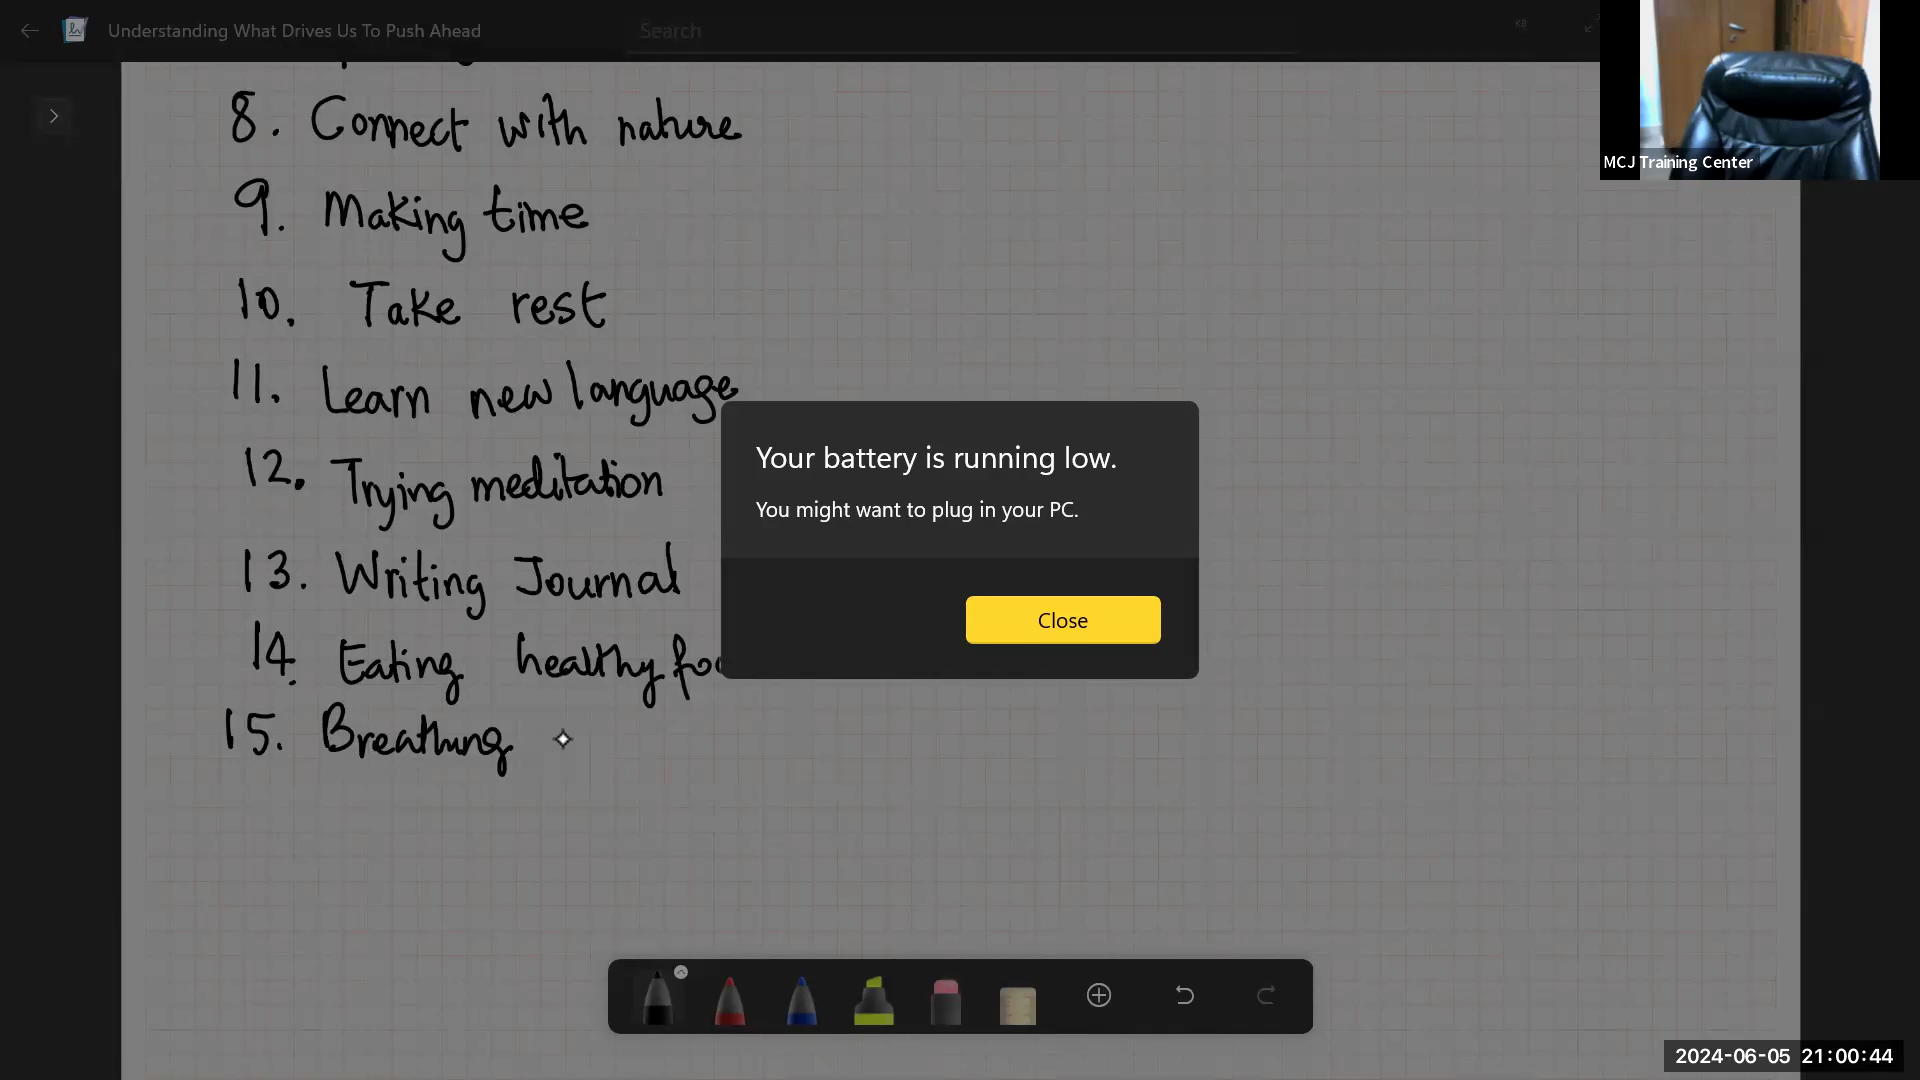 Understanding What Drives Us To Push Ahead
Search
MCJ Training Center
8. Connect with nature
9. Making time
10. Take rest
11. Learn new language
12. Trying meditation
13. Writing Journal
14. Eating healthy foo
15. Breathing
Your battery is running low.
You might want to plug in your PC.
Close
2024-06-05 21:00:44